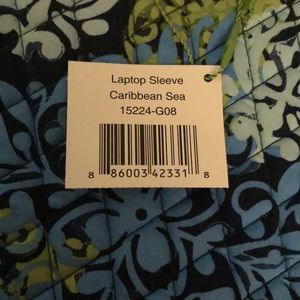 Laptop Sleeve
Caribbean Sea
15224-G08
8 86003 42331 8